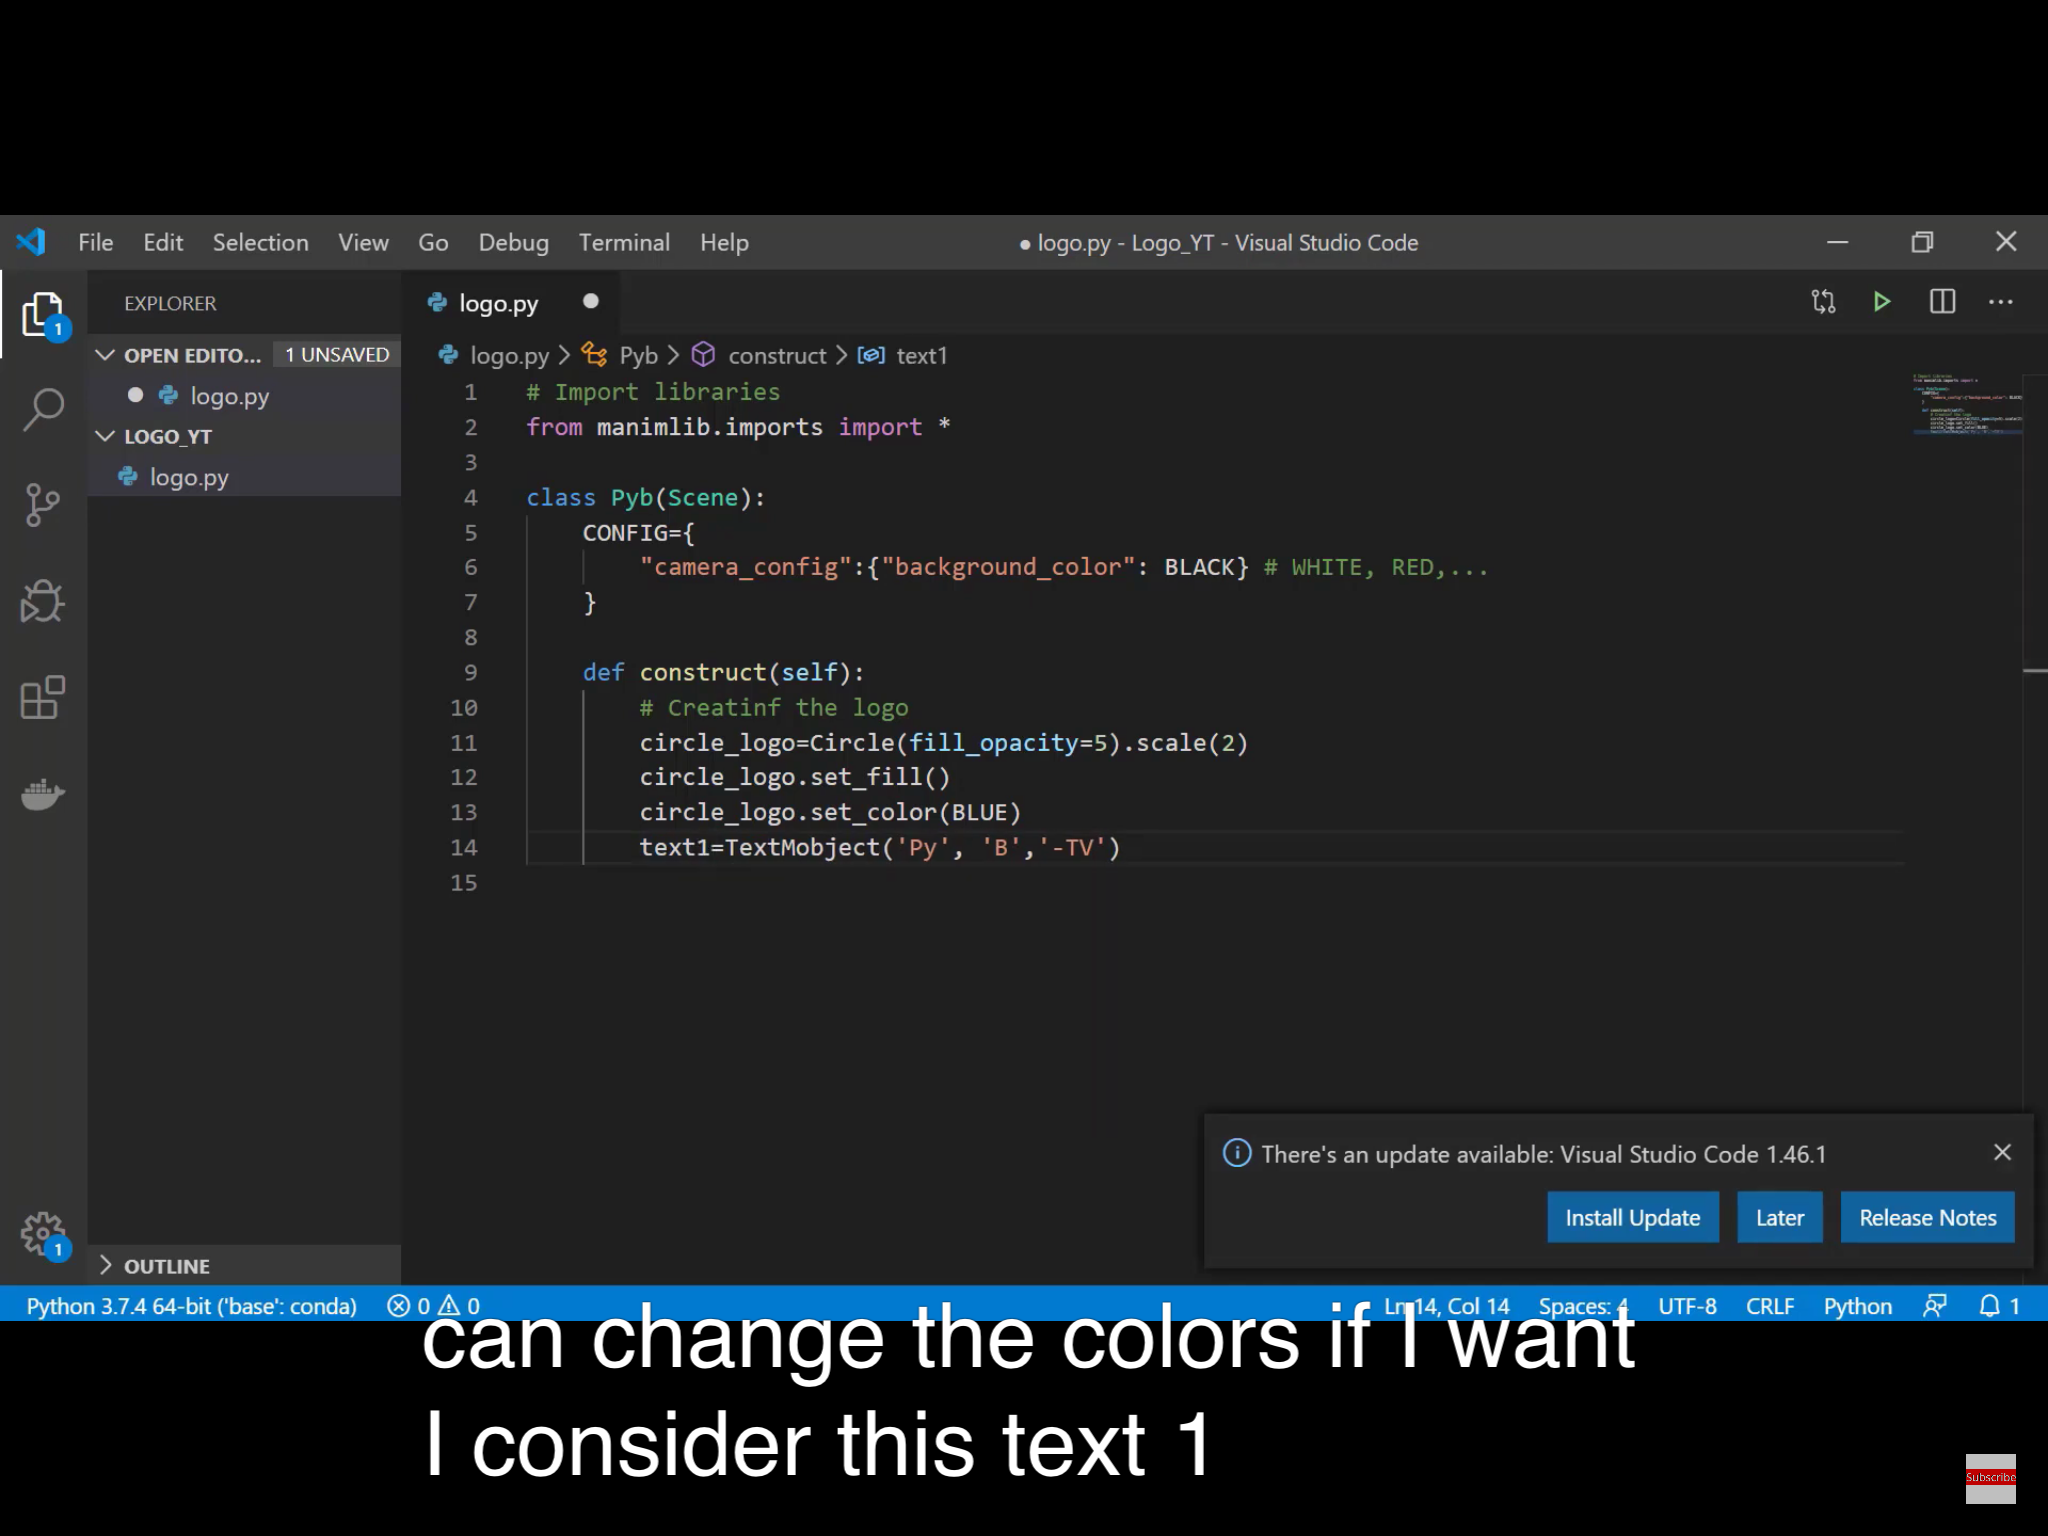 File Edit Selection View Go Debug Terminal Help ● logo.py - Logo_YT - Visual Studio Code
EXPLORER
logo.py
OPEN EDITO... 1 UNSAVED
logo.py
LOGO_YT
logo.py
logo.py > Pyb > construct > text1
1 # Import libraries
2 from manimlib.imports import *
3
4 class Pyb(Scene):
5 CONFIG={
6 "camera_config":{"background_color": BLACK} # WHITE, RED,...
7 }
8
9 def construct(self):
10 # Creatinf the logo
11 circle_logo=Circle(fill_opacity=5).scale(2)
12 circle_logo.set_fill()
13 circle_logo.set_color(BLUE)
14 text1=TextMobject('Py', 'B','-TV')
15
There's an update available: Visual Studio Code 1.46.1
Install Update Later Release Notes
1
1
OUTLINE
Python 3.7.4 64-bit ('base': conda) 0 0 Ln 14, Col 14 Spaces: 4 UTF-8 CRLF Python 1
can change the colors if I want
I consider this text 1
Subscribe